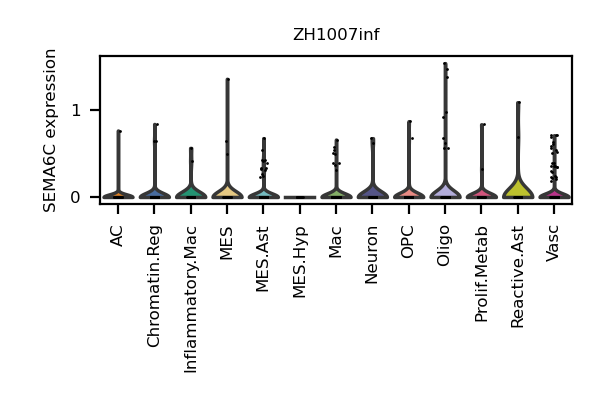 ZH1007inf
SEMA6C expression
1
0
AC
Chromatin.Reg
Inflammatory.Mac
MES
MES.Ast
MES.Hyp
Mac
Neuron
OPC
Oligo
Prolif.Metab
Reactive.Ast
Vasc